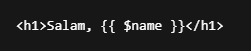 <h1>Salam, {{ $name }}</h1>